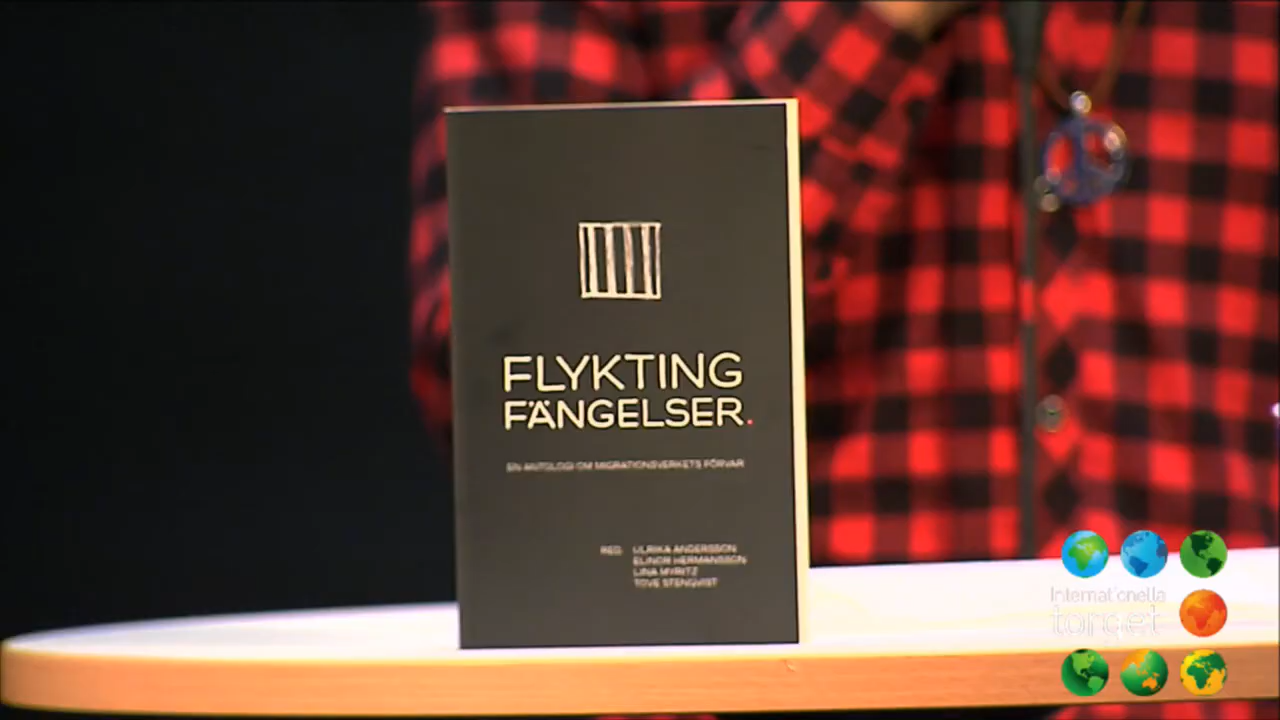 FLYKTING
FÄNGELSER.
EN ANTOLOGI OM MIGRATIONSVERKETS FÖRVAR
RED. ULRIKA ANDERSSON
ELINOR HERMANSSON
LINA MYRITZ
TOVE STENQVIST
Internationella
torget